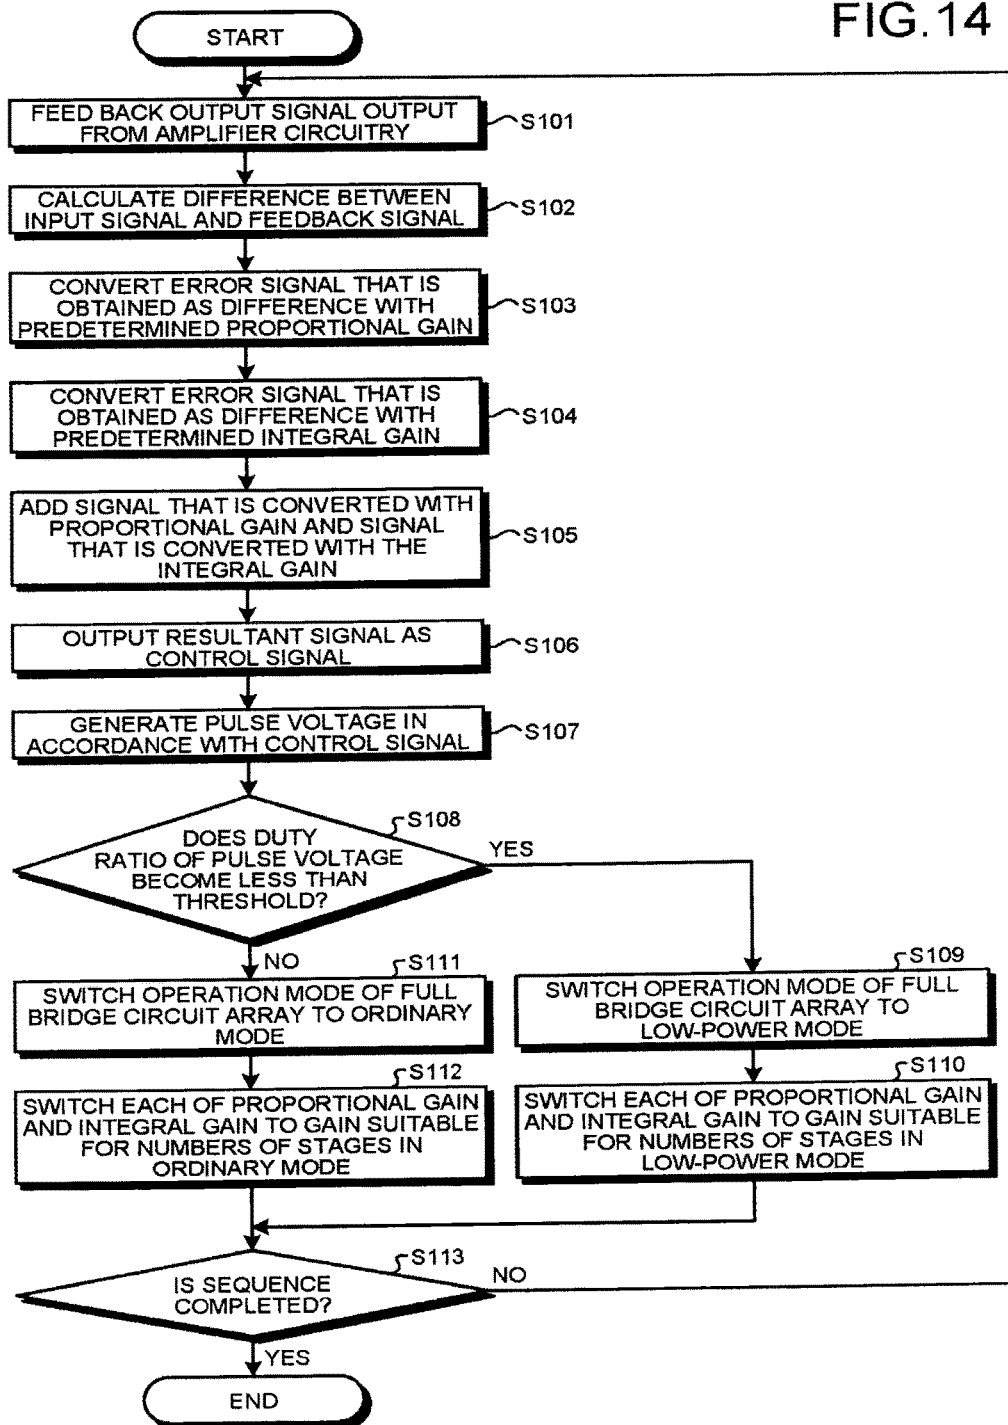 FIG.14
START
FEED BACK OUTPUT SIGNAL OUTPUT
FROM AMPLIFIER CIRCUITRY
S101
CALCULATE DIFFERENCE BETWEEN
INPUT SIGNAL AND FEEDBACK SIGNAL
S102
CONVERT ERROR SIGNAL THAT IS
OBTAINED AS DIFFERENCE WITH
PREDETERMINED PROPORTIONAL GAIN
S103
CONVERT ERROR SIGNAL THAT IS
OBTAINED AS DIFFERENCE WITH
PREDETERMINED INTEGRAL GAIN
S104
ADD SIGNAL THAT IS CONVERTED WITH
PROPORTIONAL GAIN AND SIGNAL
THAT IS CONVERTED WITH THE
INTEGRAL GAIN
S105
OUTPUT RESULTANT SIGNAL AS
CONTROL SIGNAL
S106
GENERATE PULSE VOLTAGE IN
ACCORDANCE WITH CONTROL SIGNAL
S107
S108
DOES DUTY
RATIO OF PULSE VOLTAGE
BECOME LESS THAN
THRESHOLD?
YES
NO
S111
SWITCH OPERATION MODE OF FULL
BRIDGE CIRCUIT ARRAY TO ORDINARY
MODE
S109
SWITCH OPERATION MODE OF FULL
BRIDGE CIRCUIT ARRAY TO
LOW-POWER MODE
S112
SWITCH EACH OF PROPORTIONAL GAIN
AND INTEGRAL GAIN TO GAIN SUITABLE
FOR NUMBERS OF STAGES IN
ORDINARY MODE
S110
SWITCH EACH OF PROPORTIONAL GAIN
AND INTEGRAL GAIN TO GAIN SUITABLE
FOR NUMBERS OF STAGES IN
LOW-POWER MODE
S113
IS SEQUENCE
COMPLETED?
NO
YES
END